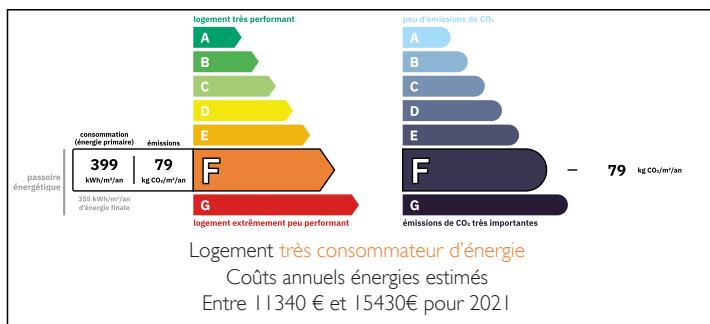 logement très performant
A
B
C
D
E
consommation
(énergie primaire)
émissions
passoire
énergétique
399
kWh/m²/an
79
kg CO₂/m²/an
F
355 kWh/m²/an
d'énergie finale
G
logement extrêmement peu performant
peu d'émissions de CO₂
A
B
C
D
E
F
79 kg CO₂/m²/an
G
émissions de CO₂ très importantes
Logement très consommateur d'énergie
Coûts annuels énergies estimés
Entre 11340 € et 15430€ pour 2021